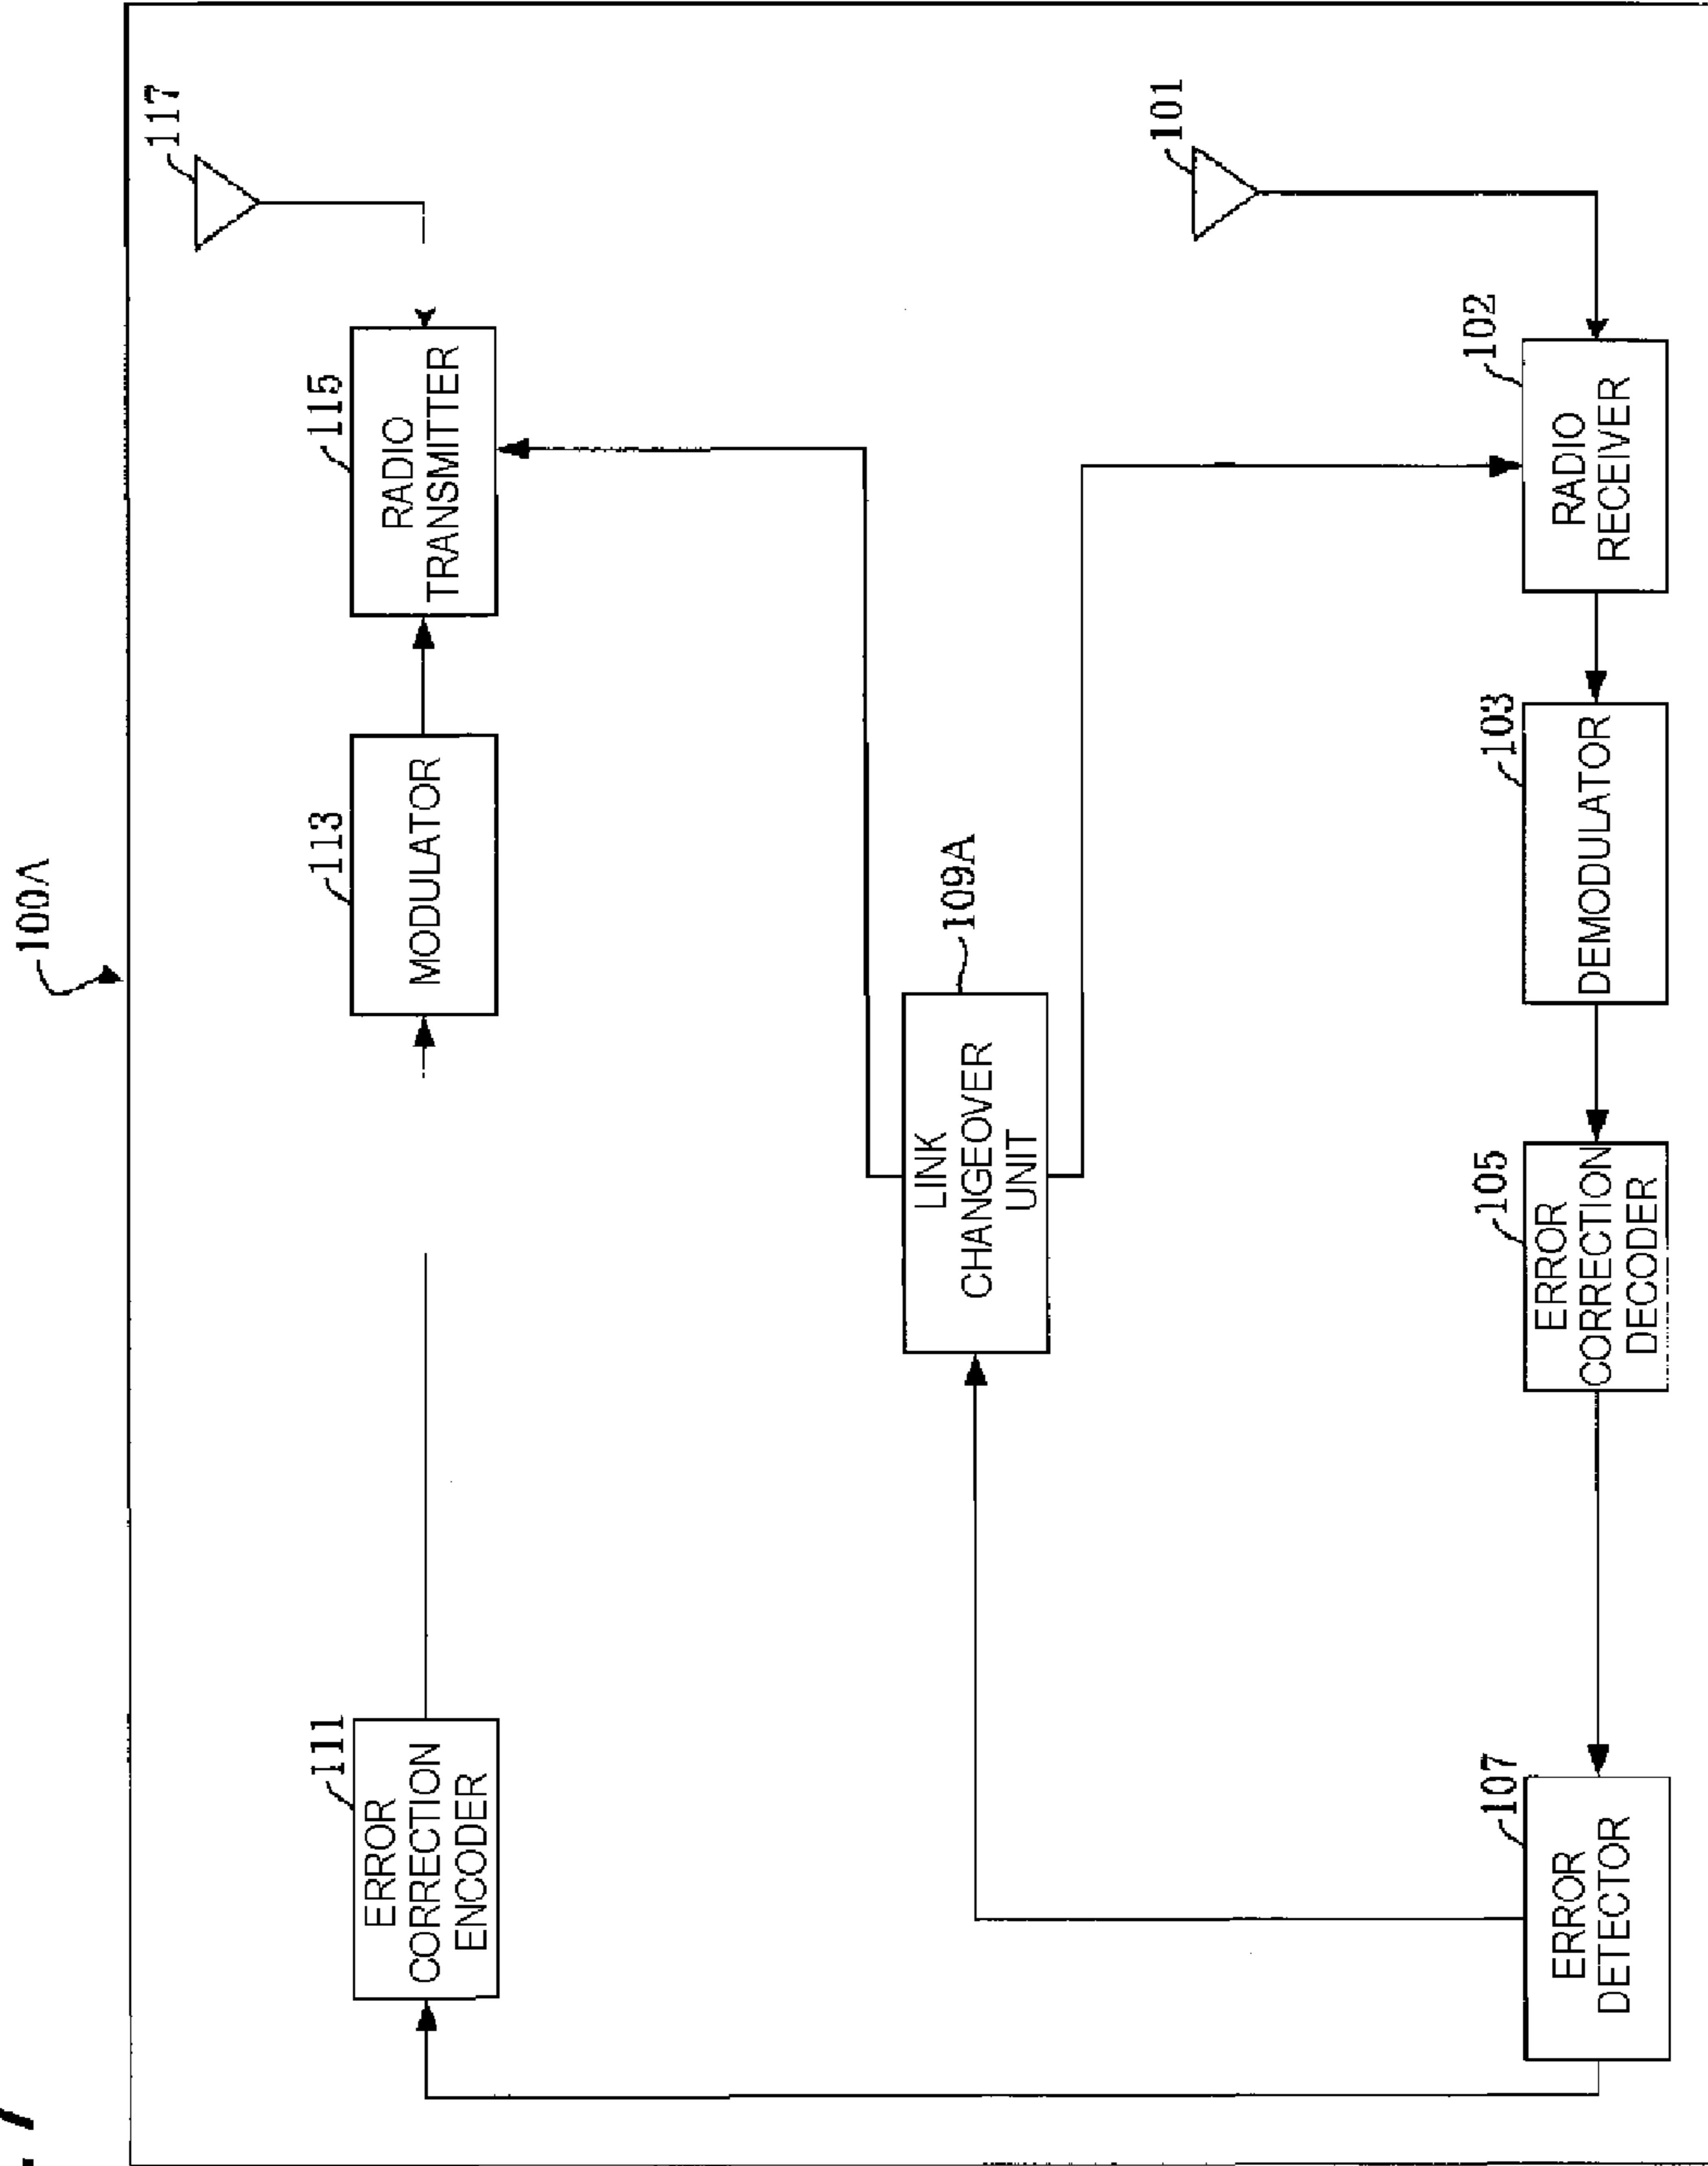 100A
117
115
RADIO
TRANSMITTER
113
MODULATOR
111
ERROR
CORRECTION
ENCODER
109A
LINK
CHANGEOVER
UNIT
101
102
RADIO
RECEIVER
103
DEMODULATOR
105
ERROR
CORRECTION
DECODER
107
ERROR
DETECTOR